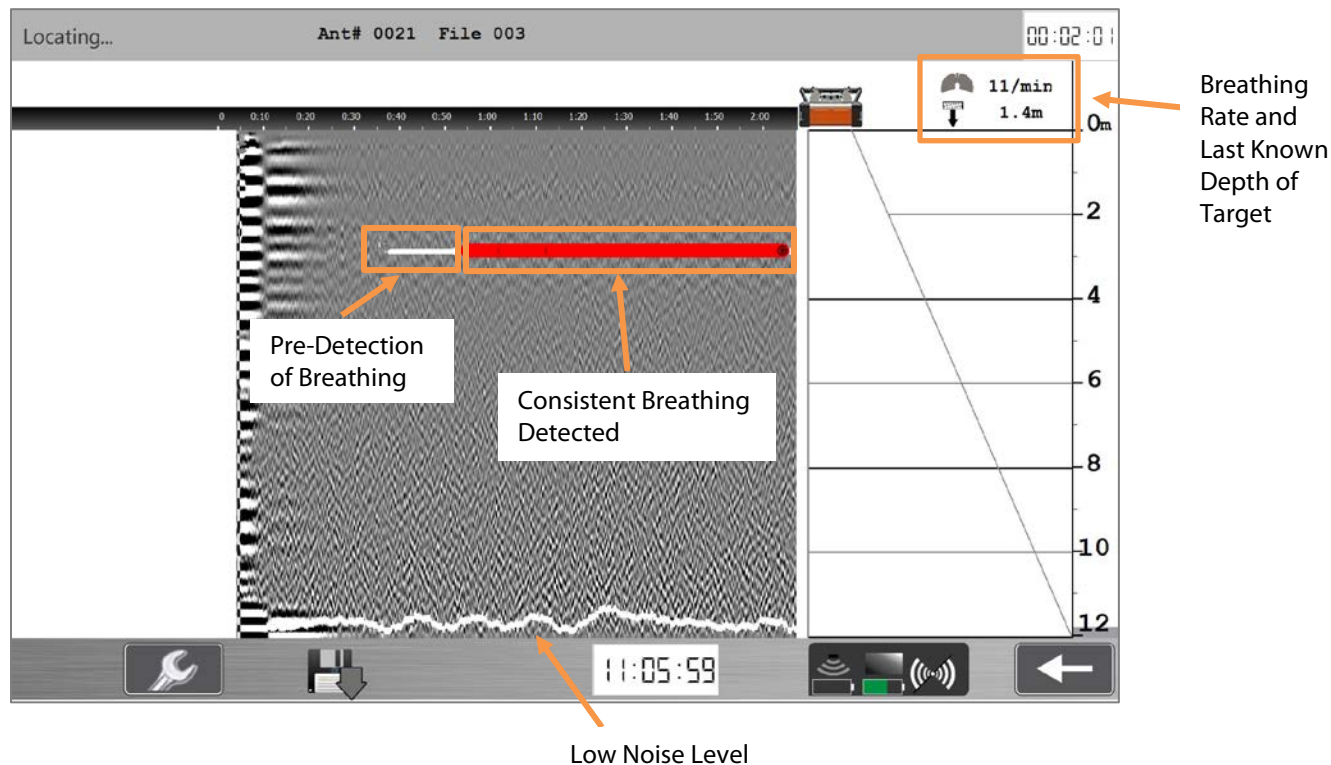 Locating...
Ant# 0021 File 003
00:02:01
11/min
1.4m
Breathing
Rate and
Last Known
Depth of
Target
0 0:10 0:20 0:30 0:40 0:50 1:00 1:10 1:20 1:30 1:40 1:50 2:00
0m
2
4
6
8
10
12
Pre-Detection
of Breathing
Consistent Breathing
Detected
11:05:59
Low Noise Level